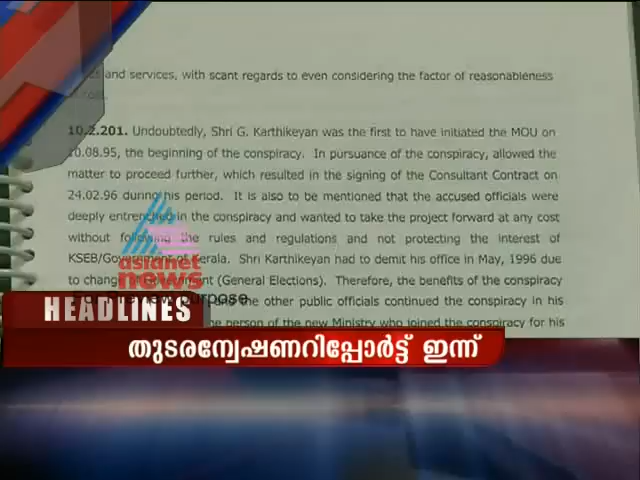 and services, with scant regards to even considering the factor of reasonableness
10.2.201. Undoubtedly, Shri G. Karthikeyan was the first to have initiated the MOU on
10.08.95, the beginning of the conspiracy. In pursuance of the conspiracy, allowed the
matter to proceed further, which resulted in the signing of the Consultant Contract on
24.02.96 during his period. It is also to be mentioned that the accused officials were
deeply entrenched in the conspiracy and wanted to take the project forward at any cost
without following the rules and regulations and not protecting the interest of
KSEB/Government of Kerala. Shri Karthikeyan had to demit his office in May, 1996 due
to change of Government (General Elections). Therefore, the benefits of the conspiracy
and the other public officials continued the conspiracy in his
the person of the new Ministry who joined the conspiracy for his
asianet
news
purpose
HEADLINES
തുടരന്വേഷണറിപ്പോർട്ട് ഇന്ന്